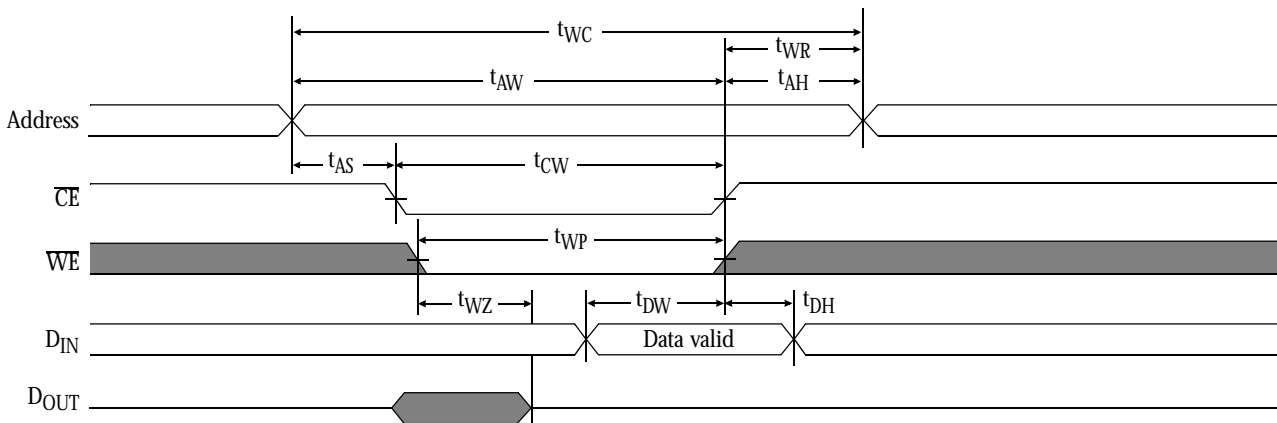 tWC
tWR
tAW
tAH
Address
tAS
tCW
CE
tWP
WE
tWZ
tDW
tDH
DIN
Data valid
DOUT